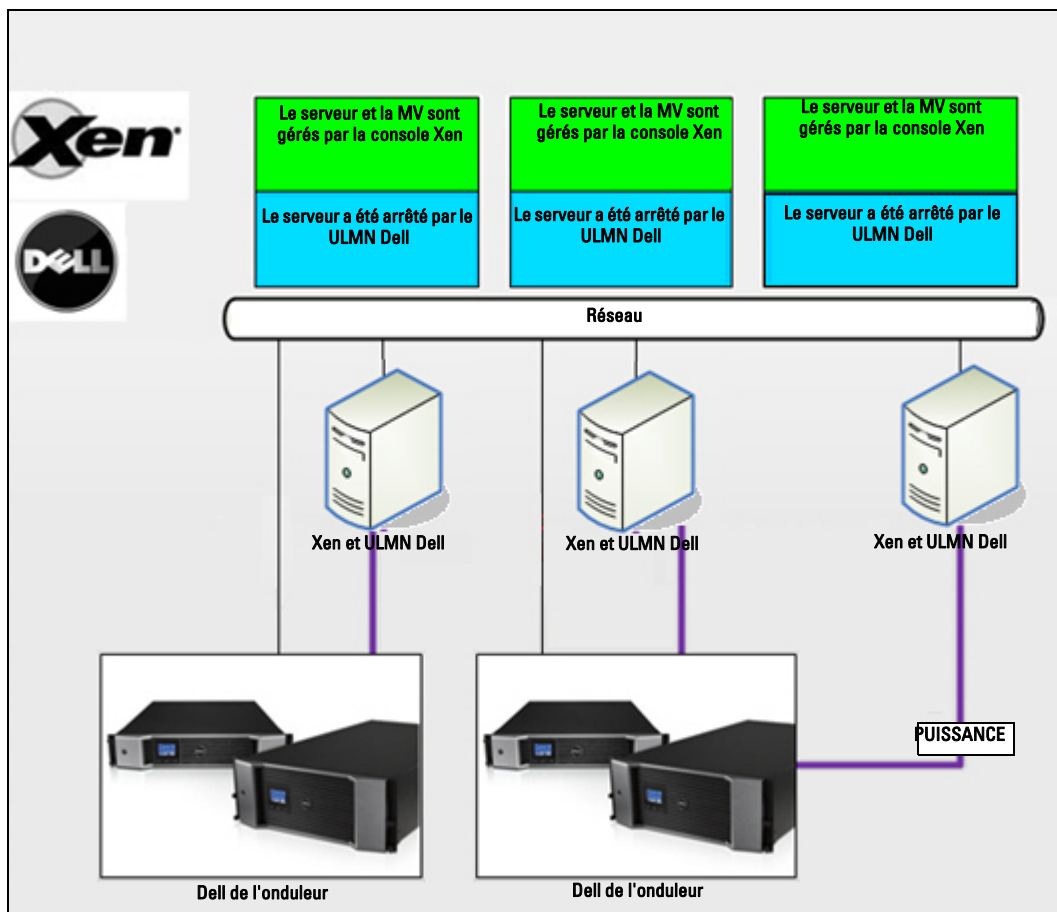 Xen
DELL
Le serveur et la MV sont
gérés par la console Xen
Le serveur et la MV sont
gérés par la console Xen
Le serveur et la MV sont
gérés par la console Xen
Le serveur a été arrêté par le
ULMN Dell
Le serveur a été arrêté par le
ULMN Dell
Le serveur a été arrêté par le
ULMN Dell
Réseau
Xen et ULMN Dell
Xen et ULMN Dell
Xen et ULMN Dell
PUISSANCE
Dell de l'onduleur
Dell de l'onduleur